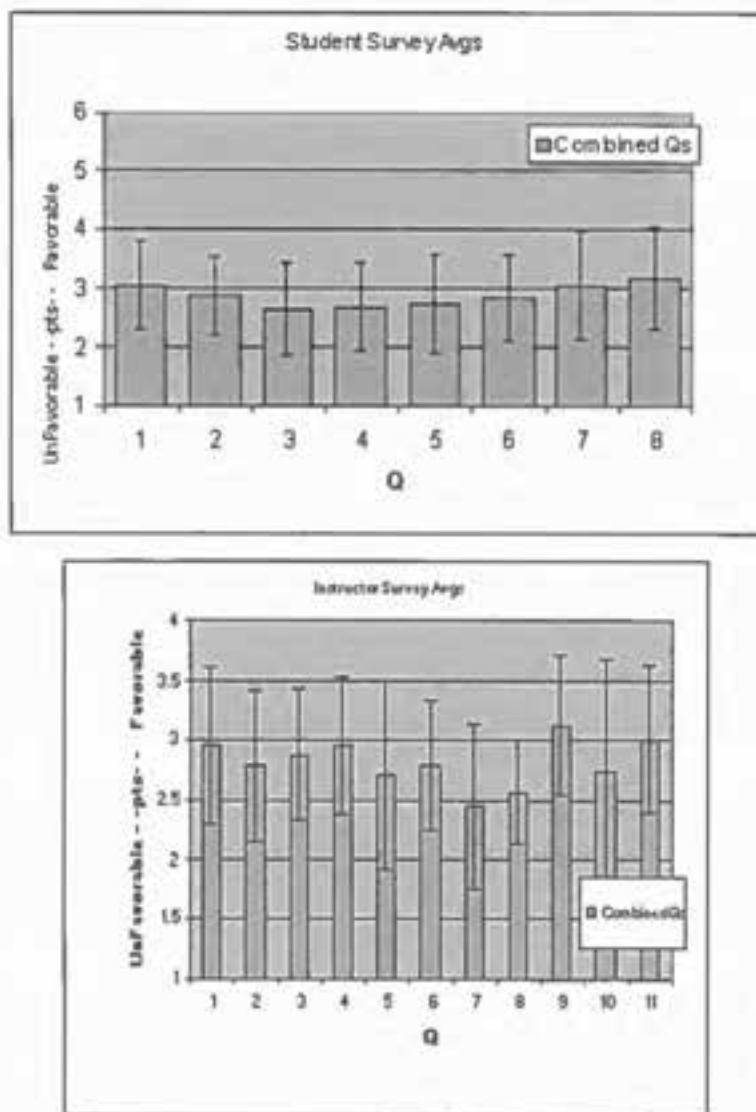 Student Survey Avgs
6
5
4
3
2
1
UnFavorable - -pts- - Favorable
Combined Qs
1 2 3 4 5 6 7 8
Q
Instructor Survey Avgs
4
3.5
3
2.5
2
1.5
1
UnFavorable - -pts- - Favorable
CombinedQs
1 2 3 4 5 6 7 8 9 10 11
Q